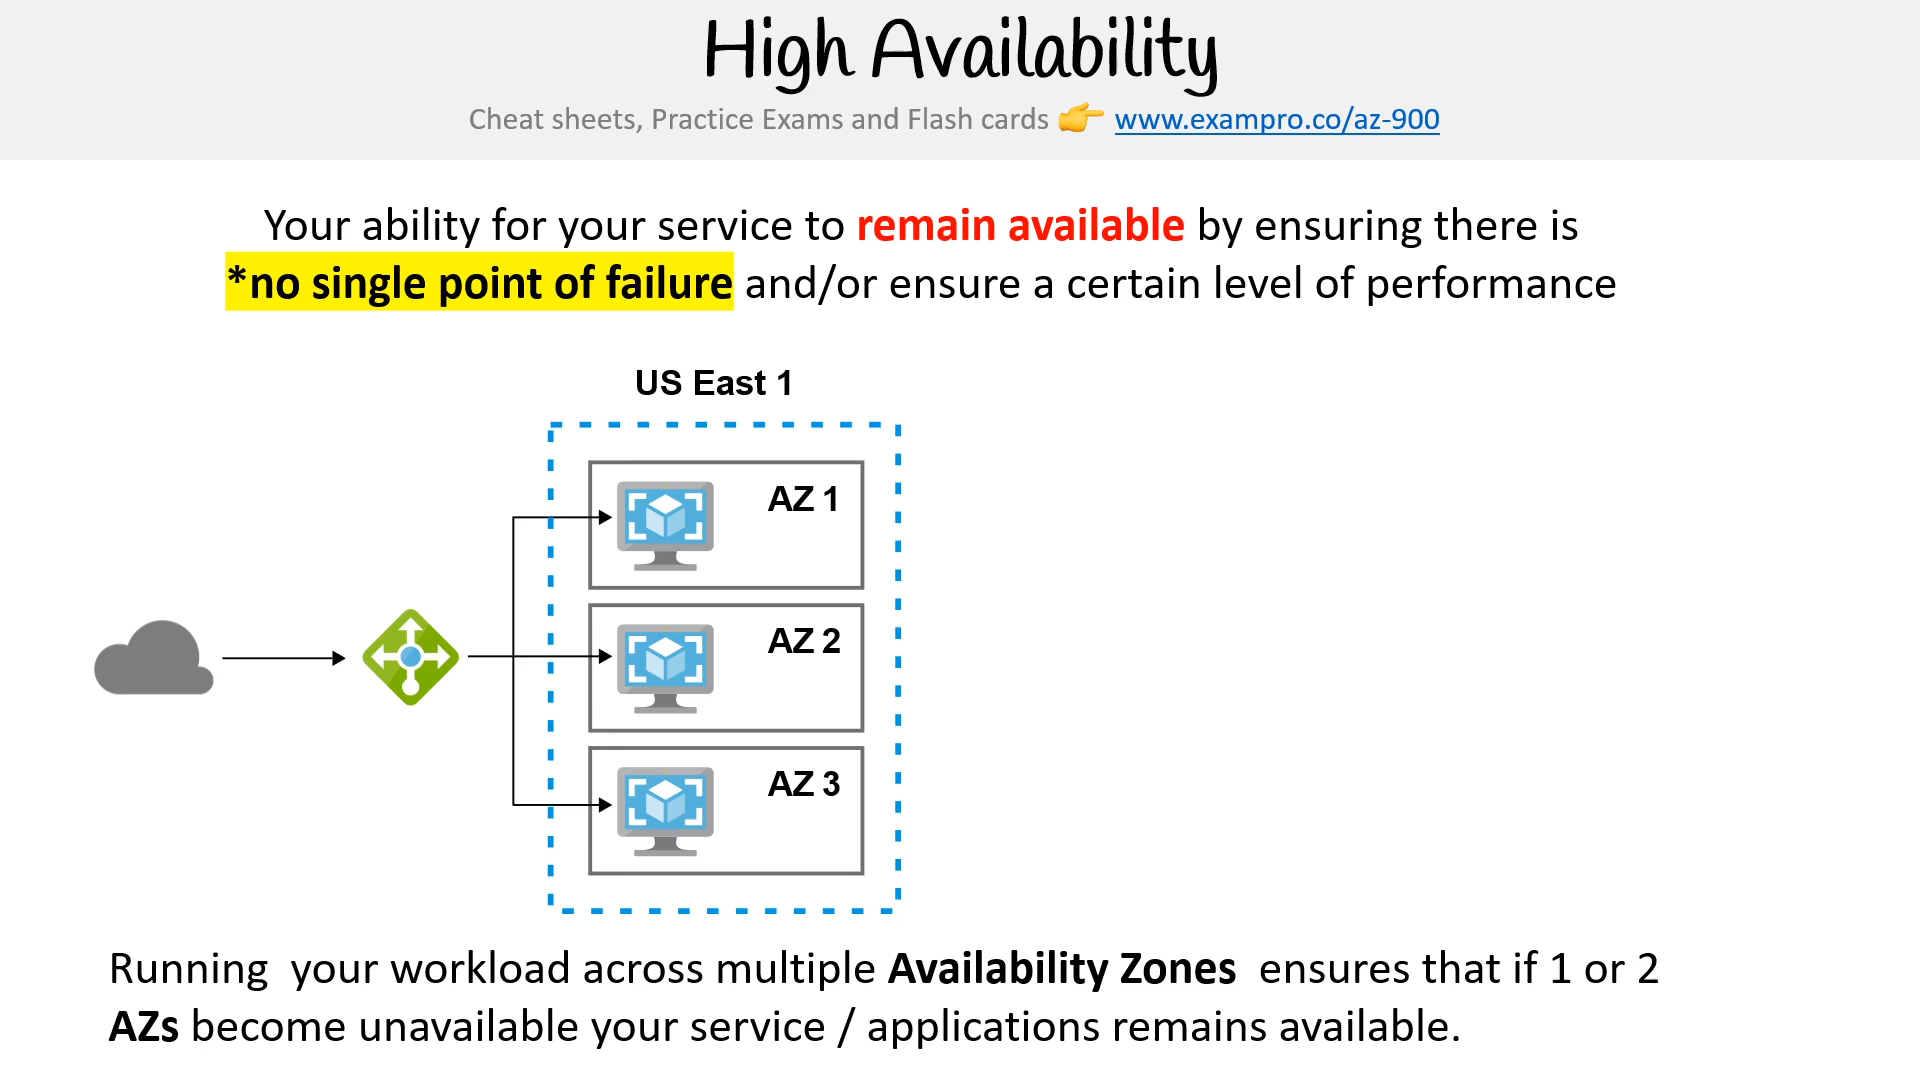 High Availability
Cheat sheets, Practice Exams and Flash cards 👉 www.exampro.co/az-900
Your ability for your service to remain available by ensuring there is
*no single point of failure and/or ensure a certain level of performance
US East 1
AZ 1
AZ 2
AZ 3
Running  your workload across multiple Availability Zones  ensures that if 1 or 2
AZs become unavailable your service / applications remains available.